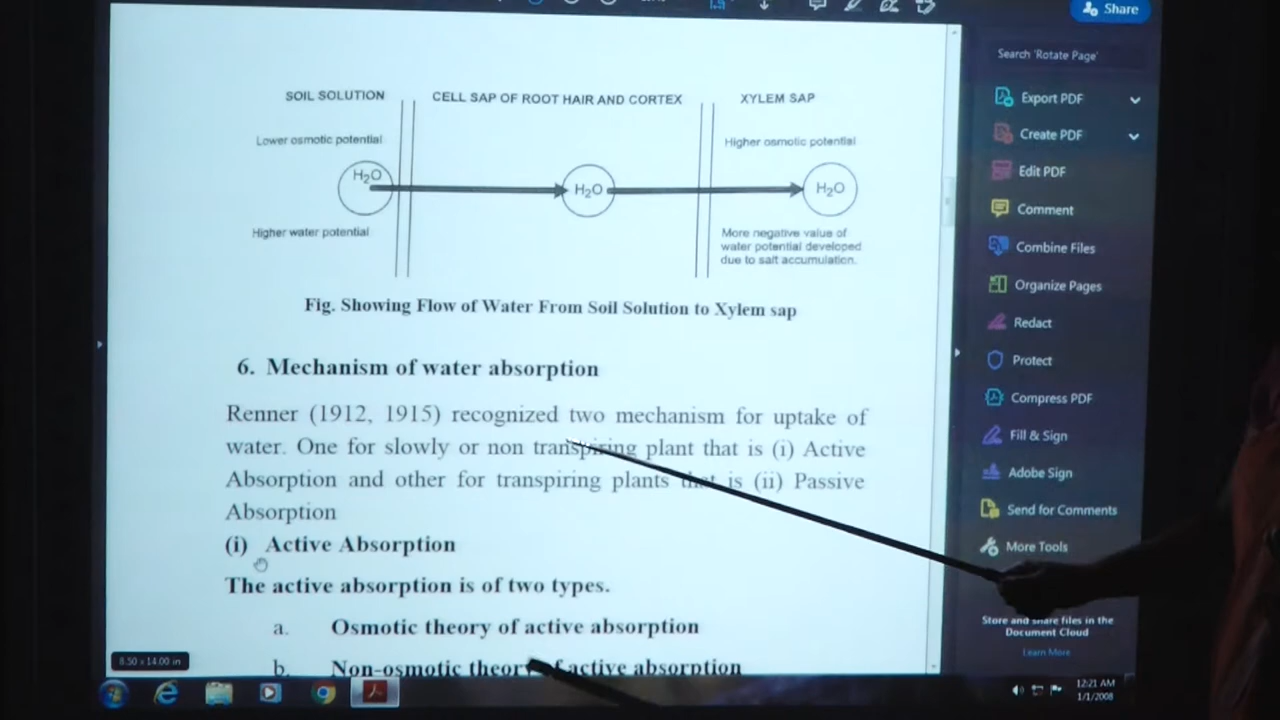 Share
Search 'Rotate Page'
SOIL SOLUTION
CELL SAP OF ROOT HAIR AND CORTEX
XYLEM SAP
Lower osmotic potential
Higher osmotic potential
H₂O
H₂O
H₂O
Higher water potential
More negative value of
water potential developed
due to salt accumulation.
Fig. Showing Flow of Water From Soil Solution to Xylem sap
6. Mechanism of water absorption
Renner (1912, 1915) recognized two mechanism for uptake of
water. One for slowly or non transpiring plant that is (i) Active
Absorption and other for transpiring plants that is (ii) Passive
Absorption
(i) Active Absorption
The active absorption is of two types.
a. Osmotic theory of active absorption
b. Non-osmotic theory of active absorption
Export PDF
Create PDF
Edit PDF
Comment
Combine Files
Organize Pages
Redact
Protect
Compress PDF
Fill & Sign
Adobe Sign
Send for Comments
More Tools
Store and share files in the
Document Cloud
Learn More
8.50 x 14.00 in
12:21 AM
1/1/2008